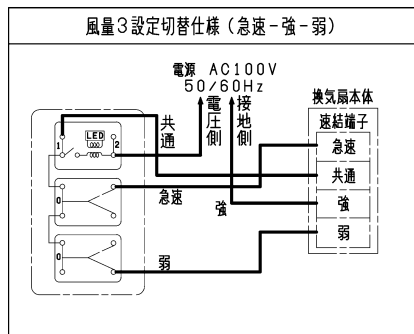 風量3設定切替仕様(急速-強-弱)
電源 AC100V
50/60Hz
電圧側
接地側
共通
LED
1
2
0
急速
強
0
弱
換気扇本体
速結端子
急速
共通
強
弱